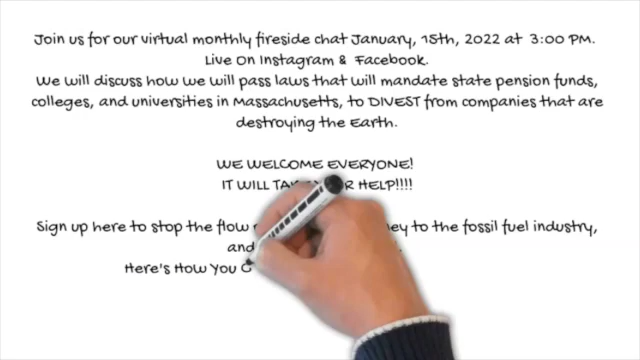 Join us for our virtual monthly fireside chat January, 15th, 2022 at 3:00 PM.
Live On Instagram & Facebook.
We will discuss how we will pass laws that will mandate state pension funds,
colleges, and universities in Massachusetts, to DIVEST from companies that are
destroying the Earth.
WE WELCOME EVERYONE!
IT WILL HELP!!!!
Sign up here to stop the flow to the fossil fuel industry,
and
Here's How You